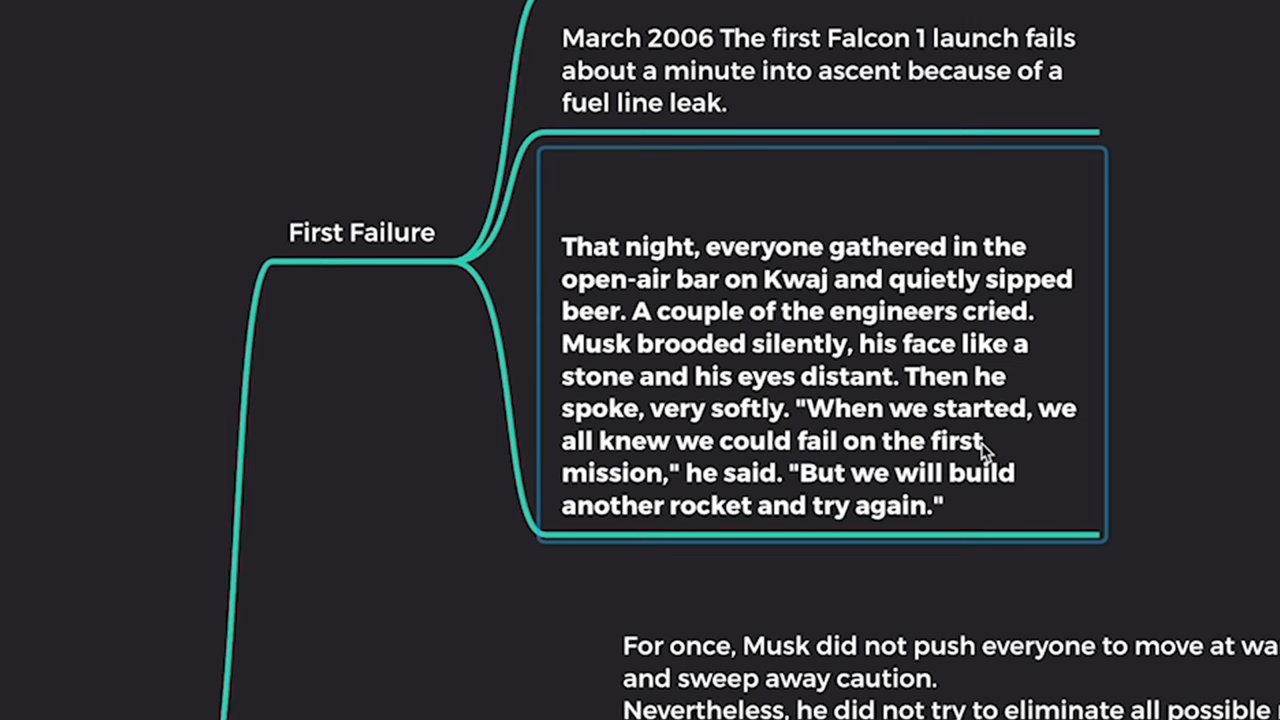 March 2006 The first Falcon 1 launch fails
about a minute into ascent because of a
fuel line leak.
First Failure
That night, everyone gathered in the
open-air bar on Kwaj and quietly sipped
beer. A couple of the engineers cried.
Musk brooded silently, his face like a
stone and his eyes distant. Then he
spoke, very softly. "When we started, we
all knew we could fail on the first
mission," he said. "But we will build
another rocket and try again."
For once, Musk did not push everyone to move at wa
and sweep away caution.
Nevertheless, he did not try to eliminate all possible